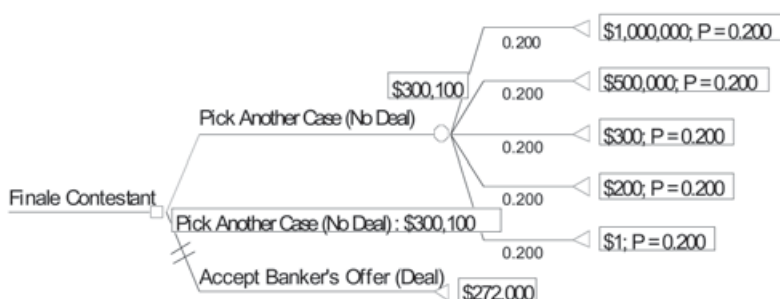 $1,000,000; P = 0.200
0.200
$300,100
$500,000; P = 0.200
0.200
Pick Another Case (No Deal)
$300; P = 0.200
0.200
$200; P = 0.200
0.200
Finale Contestant
Pick Another Case (No Deal) : $300,100
$1; P = 0.200
0.200
Accept Banker's Offer (Deal)
$272,000